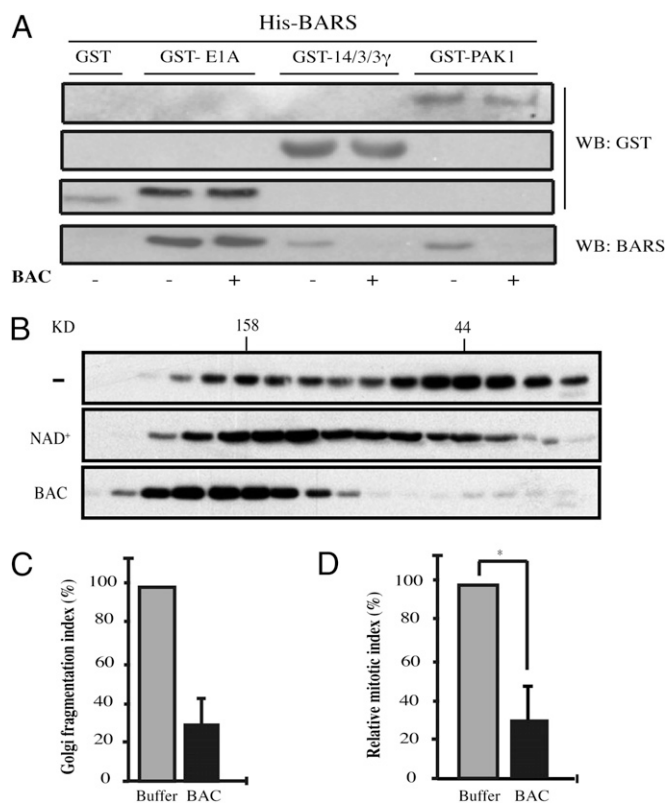 A
His-BARS
GST GST- E1A GST-14/3/3γ GST-PAK1
WB: GST
WB: BARS
BAC - - + - + - +
B
KD 158 44
-
NAD+
BAC
C
Golgi fragmentation index (%)
100
80
60
40
20
0
Buffer BAC
D
Relative mitotic index (%)
*
100
80
60
40
20
0
Buffer BAC